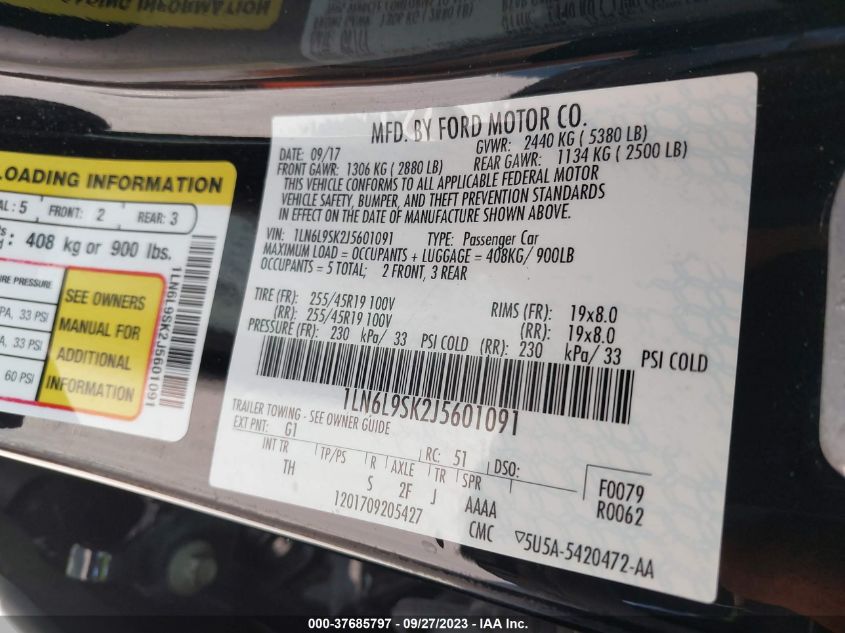 LOADING INFORMATION
AL : 5 FRONT: 2 REAR: 3
408 kg or 900 lbs.
RE PRESSURE
PA, 33 PSI
A, 33 PSI
60 PSI
SEE OWNERS
MANUAL FOR
ADDITIONAL
INFORMATION
1LN6L9SK2J5601091
MFD. BY FORD MOTOR CO.
DATE: 09/17 GVWR: 2440 KG ( 5380 LB)
FRONT GAWR: 1306 KG ( 2880 LB) REAR GAWR: 1134 KG ( 2500 LB)
THIS VEHICLE CONFORMS TO ALL APPLICABLE FEDERAL MOTOR
VEHICLE SAFETY, BUMPER, AND THEFT PREVENTION STANDARDS
IN EFFECT ON THE DATE OF MANUFACTURE SHOWN ABOVE.
VIN: 1LN6L9SK2J5601091 TYPE: Passenger Car
MAXIMUM LOAD = OCCUPANTS + LUGGAGE = 408KG/ 900LB
OCCUPANTS = 5 TOTAL; 2 FRONT, 3 REAR
TIRE (FR): 255/45R19 100V RIMS (FR): 19x8.0
(RR): 255/45R19 100V (RR): 19x8.0
PRESSURE (FR): 230 kPa/ 33 PSI COLD (RR): 230 kPa/ 33 PSI COLD
1LN6L9SK2J5601091
TRAILER TOWING - SEE OWNER GUIDE
EXT PNT: G1 RC: 51 DSO:
INT TR TP/PS R AXLE TR SPR F0079
TH S 2F J AAAA R0062
1201709205427 CMC ▽5U5A-5420472-AA
000-37685797 - 09/27/2023 - © IAA Inc.